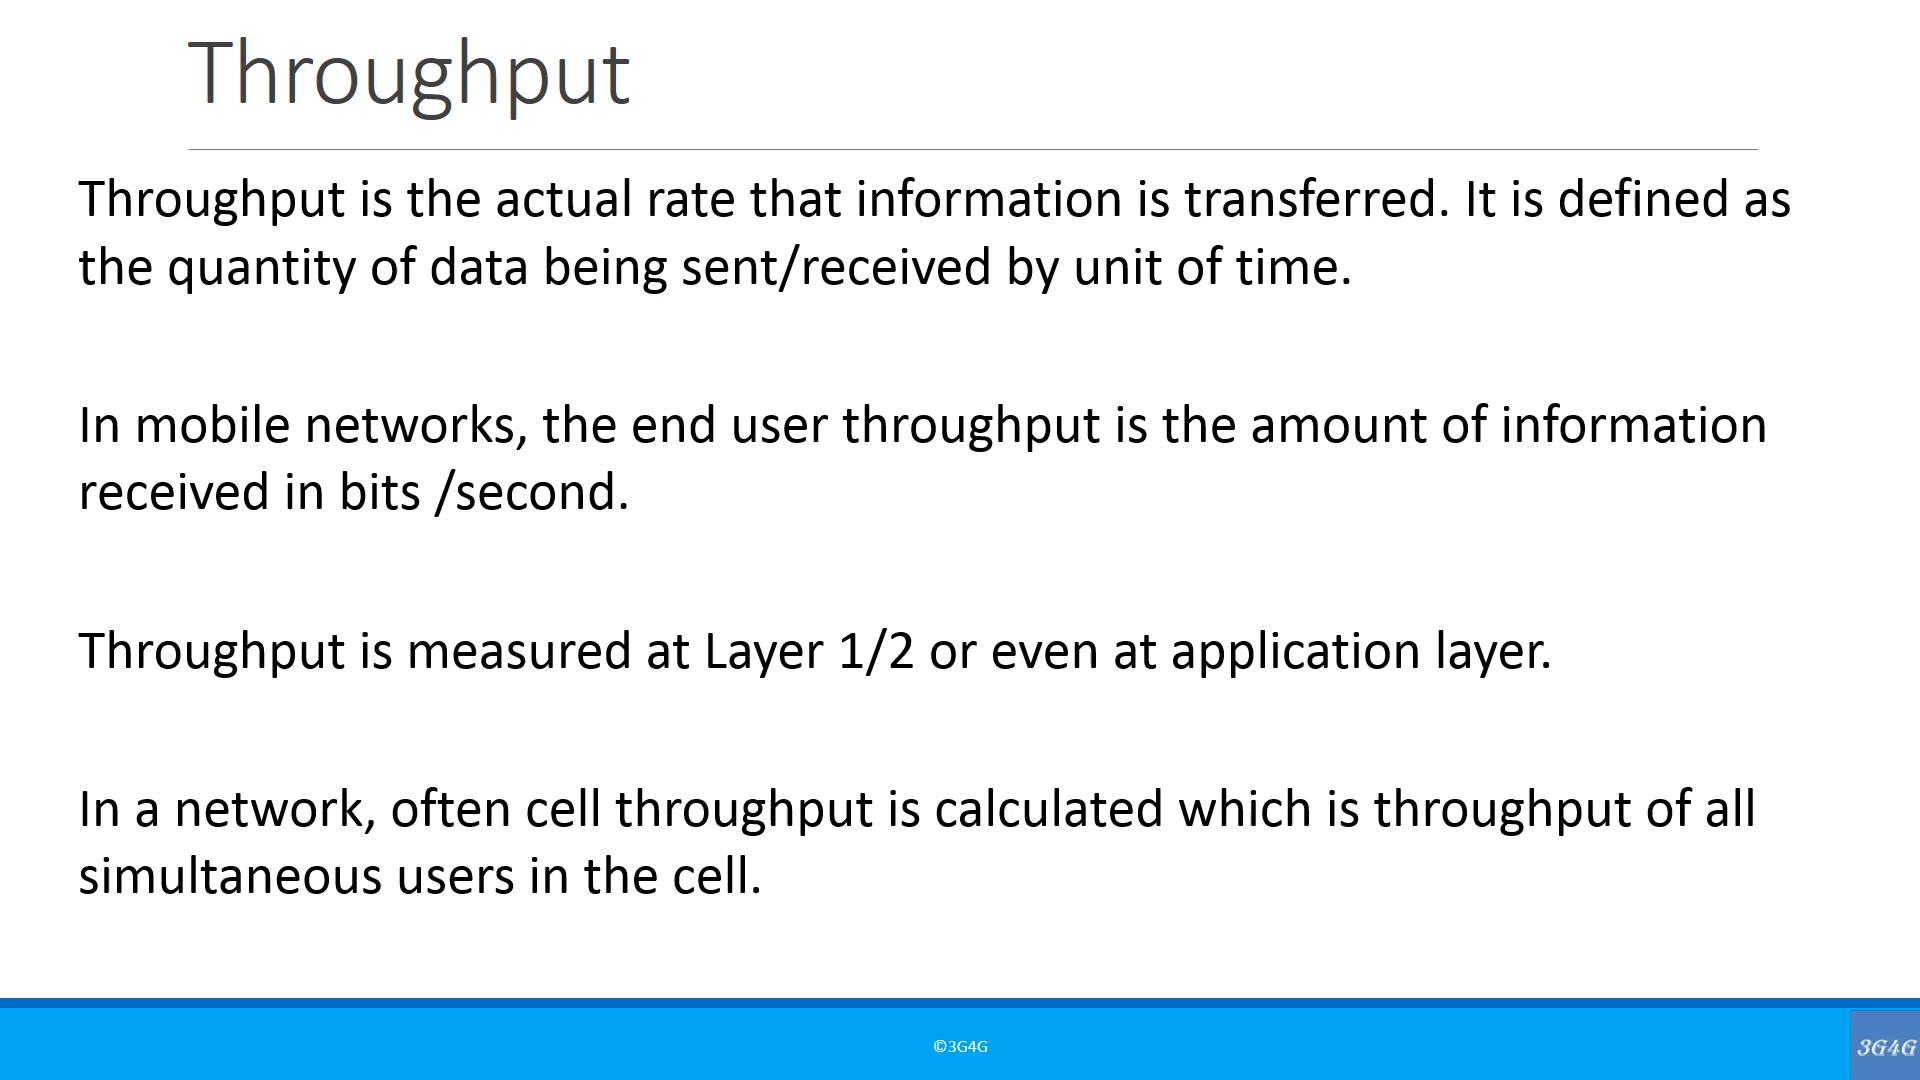 Throughput
Throughput is the actual rate that information is transferred. It is defined as
the quantity of data being sent/received by unit of time.
In mobile networks, the end user throughput is the amount of information
received in bits /second.
Throughput is measured at Layer 1/2 or even at application layer.
In a network, often cell throughput is calculated which is throughput of all
simultaneous users in the cell.
©3G4G
3G4G